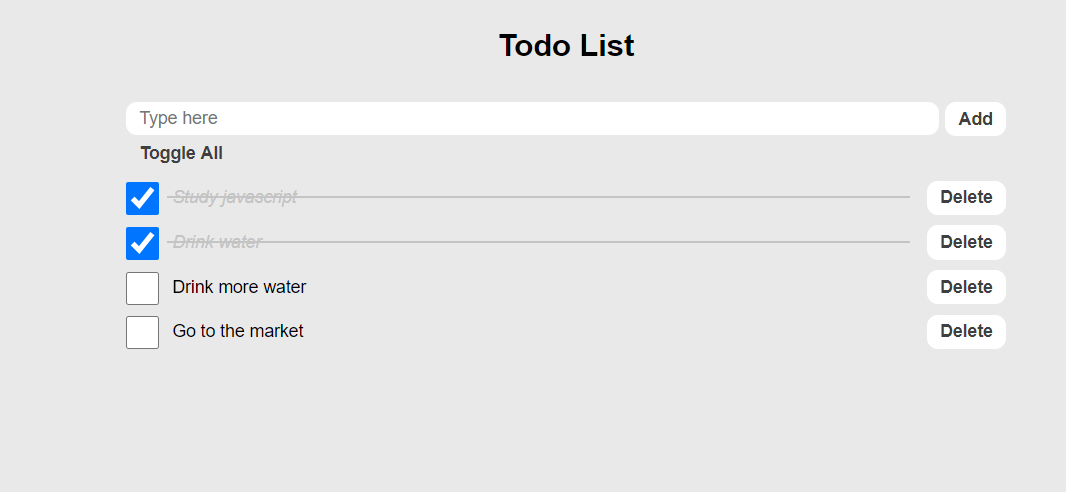 Todo List
Type here Add
Toggle All
Study javascript Delete
Drink water Delete
Drink more water Delete
Go to the market Delete